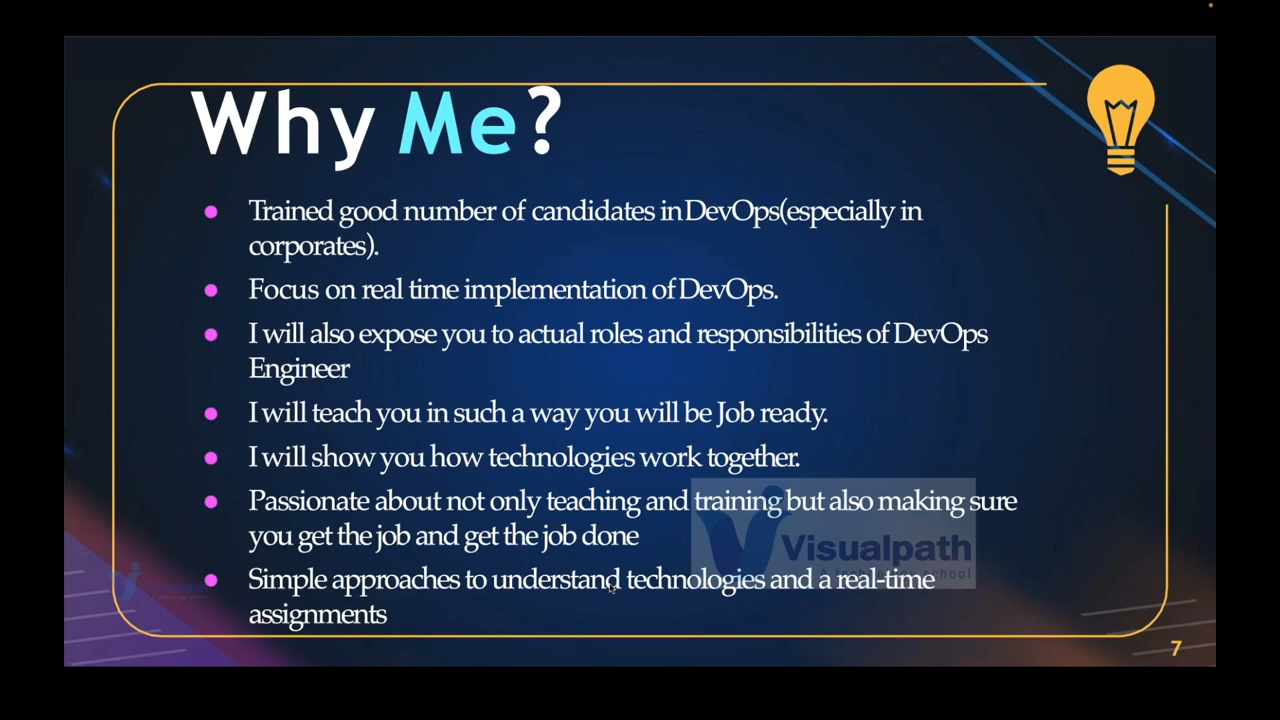 Why Me?
Trained good number of candidates in DevOps(especially in
corporates).
Focus on real time implementation of DevOps.
I will also expose you to actual roles and responsibilities of DevOps
Engineer
I will teach you in such a way you will be Job ready.
I will show you how technologies work together.
Passionate about not only teaching and training but also making sure
you get the job and get the job done
Visualpath
Simple approaches to understand technologies and a real-time
assignments
7